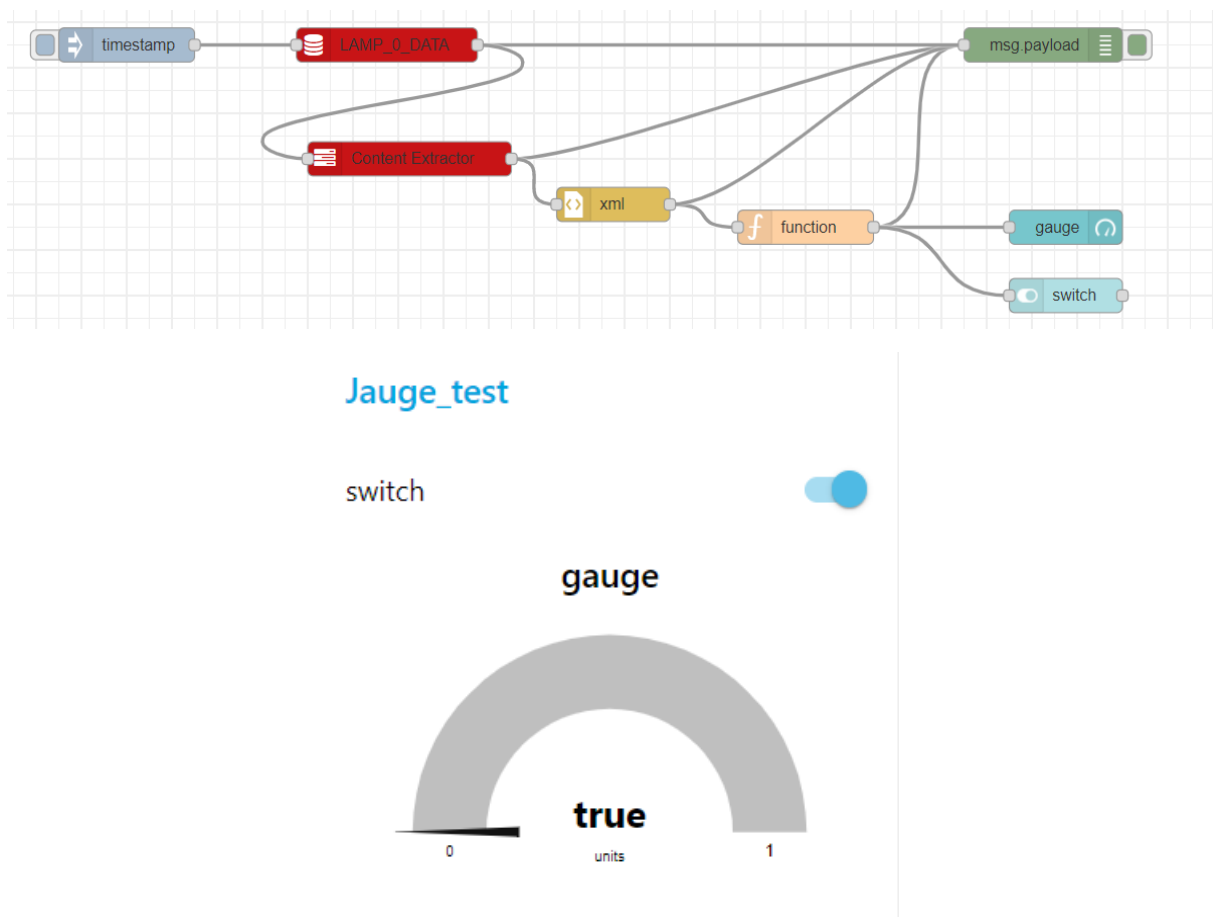 timestamp
LAMP_0_DATA
msg.payload
Content Extractor
xml
function
gauge
switch
Jauge_test
switch
gauge
true
0
units
1